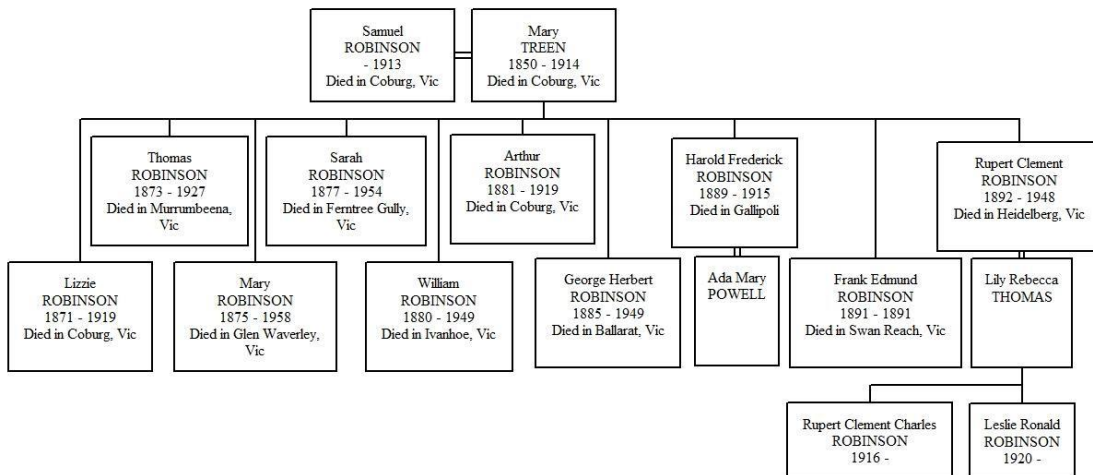 Samuel
ROBINSON
- 1913
Died in Coburg, Vic
Mary
TREEN
1850 - 1914
Died in Coburg, Vic
Thomas
ROBINSON
1873 - 1927
Died in Murrumbeena,
Vic
Sarah
ROBINSON
1877 - 1954
Died in Ferntree Gully,
Vic
Arthur
ROBINSON
1881 - 1919
Died in Coburg, Vic
Harold Frederick
ROBINSON
1889 - 1915
Died in Gallipoli
Rupert Clement
ROBINSON
1892 - 1948
Died in Heidelberg, Vic
Lizzie
ROBINSON
1871 - 1919
Died in Coburg, Vic
Mary
ROBINSON
1875 - 1958
Died in Glen Waverley,
Vic
William
ROBINSON
1880 - 1949
Died in Ivanhoe, Vic
George Herbert
ROBINSON
1885 - 1949
Died in Ballarat, Vic
Ada Mary
POWELL
Frank Edmund
ROBINSON
1891 - 1891
Died in Swan Reach, Vic
Lily Rebecca
THOMAS
Rupert Clement Charles
ROBINSON
1916 -
Leslie Ronald
ROBINSON
1920 -